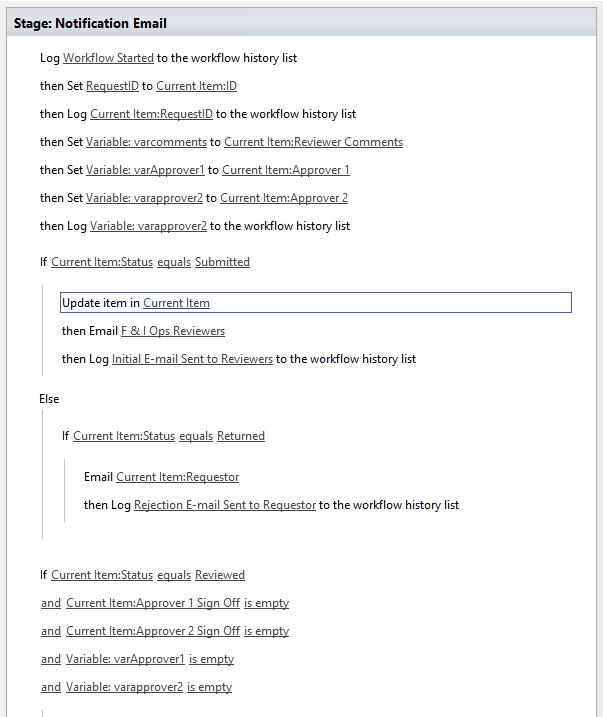 Stage: Notification Email
Log Workflow Started to the workflow history list
then Set RequestID to Current Item:ID
then Log Current Item:RequestID to the workflow history list
then Set Variable: varcomments to Current Item:Reviewer Comments
then Set Variable: varApprover1 to Current Item:Approver 1
then Set Variable: varapprover2 to Current Item:Approver 2
then Log Variable: varapprover2 to the workflow history list
If Current Item:Status equals Submitted
Update item in Current Item
then Email F & I Ops Reviewers
then Log Initial E-mail Sent to Reviewers to the workflow history list
Else
If Current Item:Status equals Returned
Email Current Item:Requestor
then Log Rejection E-mail Sent to Requestor to the workflow history list
If Current Item:Status equals Reviewed
and Current Item:Approver 1 Sign Off is empty
and Current Item:Approver 2 Sign Off is empty
and Variable: varApprover1 is empty
and Variable: varapprover2 is empty